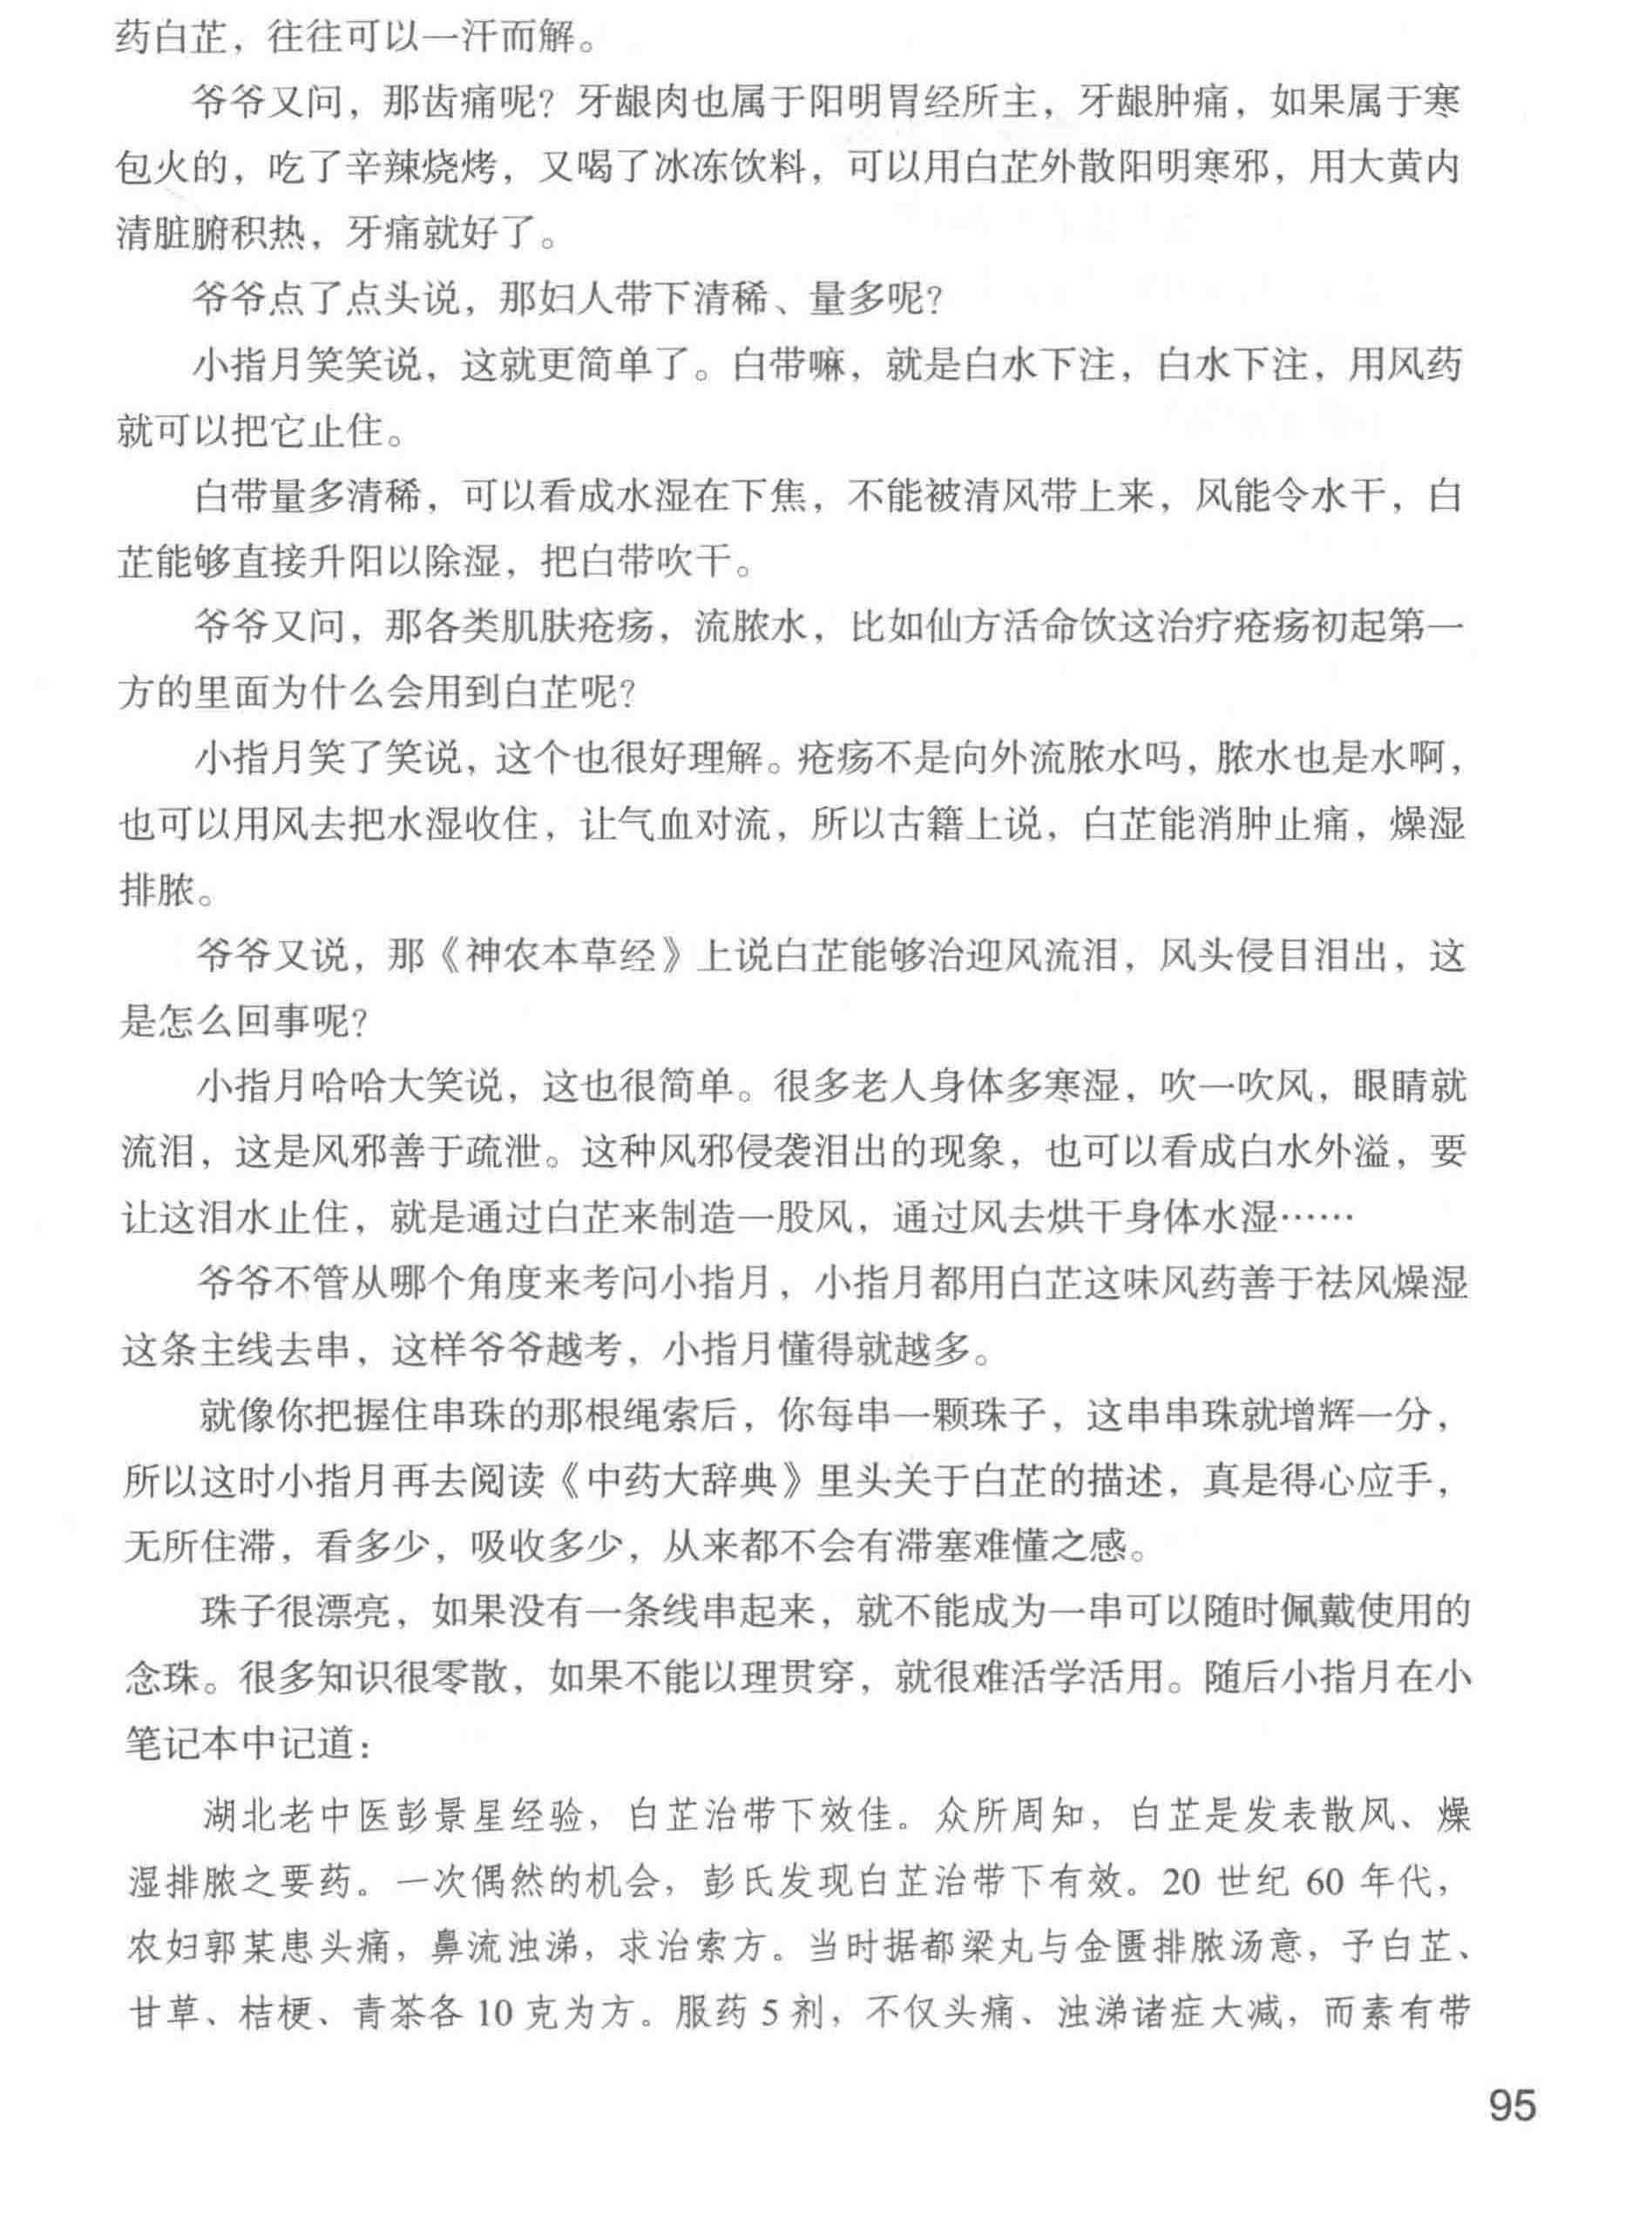 药白芷，往往可以一汗而解。
爷爷又问，那齿痛呢？牙龈肉也属于阳明胃经所主，牙龈肿痛，如果属于寒
包火的，吃了辛辣烧烤，又喝了冰冻饮料，可以用白芷外散阳明寒邪，用大黄内
清脏腑积热，牙痛就好了。
爷爷点了点头说，那妇人带下清稀、量多呢？
小指月笑笑说，这就更简单了。白带嘛，就是白水下注，白水下注，用风药
就可以把它止住。
白带量多清稀，可以看成水湿在下焦，不能被清风带上来，风能令水干，白
芷能够直接升阳以除湿，把白带吹干。
爷爷又问，那各类肌肤疮疡，流脓水，比如仙方活命饮这治疗疮疡初起第一
方的里面为什么会用到白芷呢？
小指月笑了笑说，这个也很好理解。疮疡不是向外流脓水吗，脓水也是水啊，
也可以用风去把水湿收住，让气血对流，所以古籍上说，白芷能消肿止痛，燥湿
排脓。
爷爷又说，那《神农本草经》上说白芷能够治迎风流泪，风头侵目泪出，这
是怎么回事呢？
小指月哈哈大笑说，这也很简单。很多老人身体多寒湿，吹一吹风，眼睛就
流泪，这是风邪善于疏泄。这种风邪侵袭泪出的现象，也可以看成白水外溢，要
让这泪水止住，就是通过白芷来制造一股风，通过风去烘干身体水湿……
爷爷不管从哪个角度来考问小指月，小指月都用白芷这味风药善于祛风燥湿
这条主线去串，这样爷爷越考，小指月懂得就越多。
就像你把握住串珠的那根绳索后，你每串一颗珠子，这串串珠就增辉一分，
所以这时小指月再去阅读《中药大辞典》里头关于白芷的描述，真是得心应手，
无所住滞，看多少，吸收多少，从来都不会有滞塞难懂之感。
珠子很漂亮，如果没有一条线串起来，就不能成为一串可以随时佩戴使用的
念珠。很多知识很零散，如果不能以理贯穿，就很难活学活用。随后小指月在小
笔记本中记道：
湖北老中医彭景星经验，白芷治带下效佳。众所周知，白芷是发表散风、燥
湿排脓之要药。一次偶然的机会，彭氏发现白芷治带下有效。20 世纪 60 年代，
农妇郭某患头痛，鼻流浊涕，求治索方。当时据都梁丸与金匮排脓汤意，予白芷、
甘草、桔梗、青茶各 10 克为方。服药 5 剂，不仅头痛、浊涕诸症大减，而素有带
95